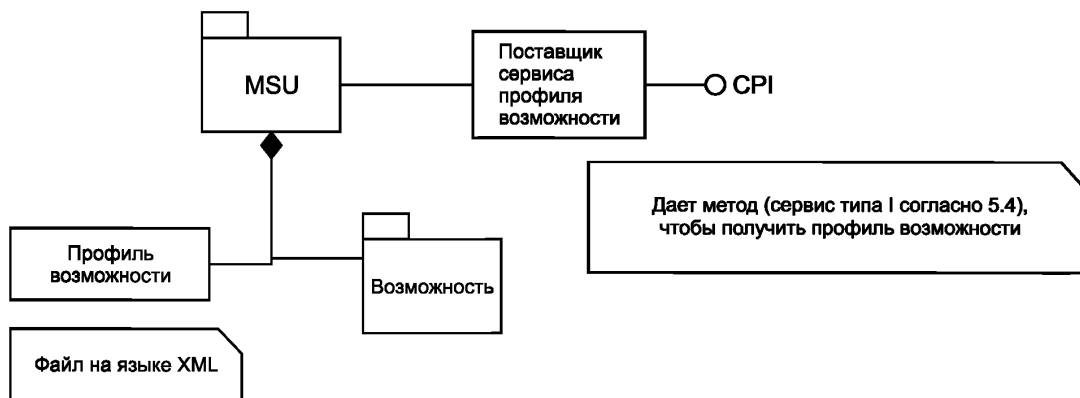 MSU
Поставщик
сервиса
профиля
возможности
CPI
Дает метод (сервис типа I согласно 5.4),
чтобы получить профиль возможности
Профиль
возможности
Возможность
Файл на языке XML